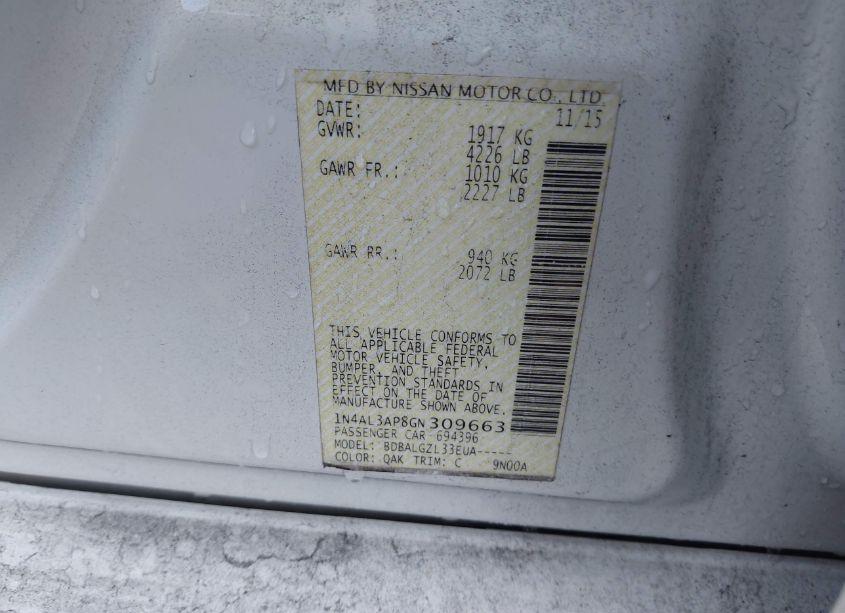 MFD BY NISSAN MOTOR CO., LTD.
DATE: 11/15
GVWR: 1917 KG
4226 LB
GAWR FR.: 1010 KG
2227 LB
GAWR RR.: 940 KG
2072 LB
THIS VEHICLE CONFORMS TO
ALL APPLICABLE FEDERAL
MOTOR VEHICLE SAFETY,
BUMPER, AND THEFT
PREVENTION STANDARDS IN
EFFECT ON THE DATE OF
MANUFACTURE SHOWN ABOVE.
1N4AL3AP8GN309663
PASSENGER CAR 694396
MODEL: BDBALGZL33EUA-----
COLOR: QAK TRIM: C 9N00A